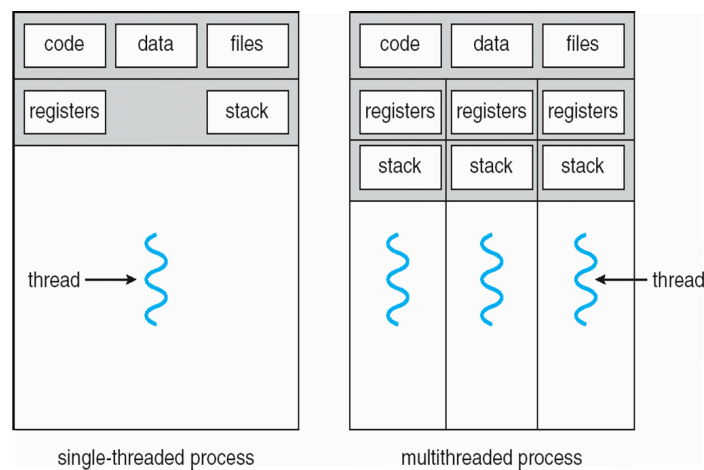 code data files
registers stack
thread
single-threaded process
code data files
registers registers registers
stack stack stack
thread
multithreaded process